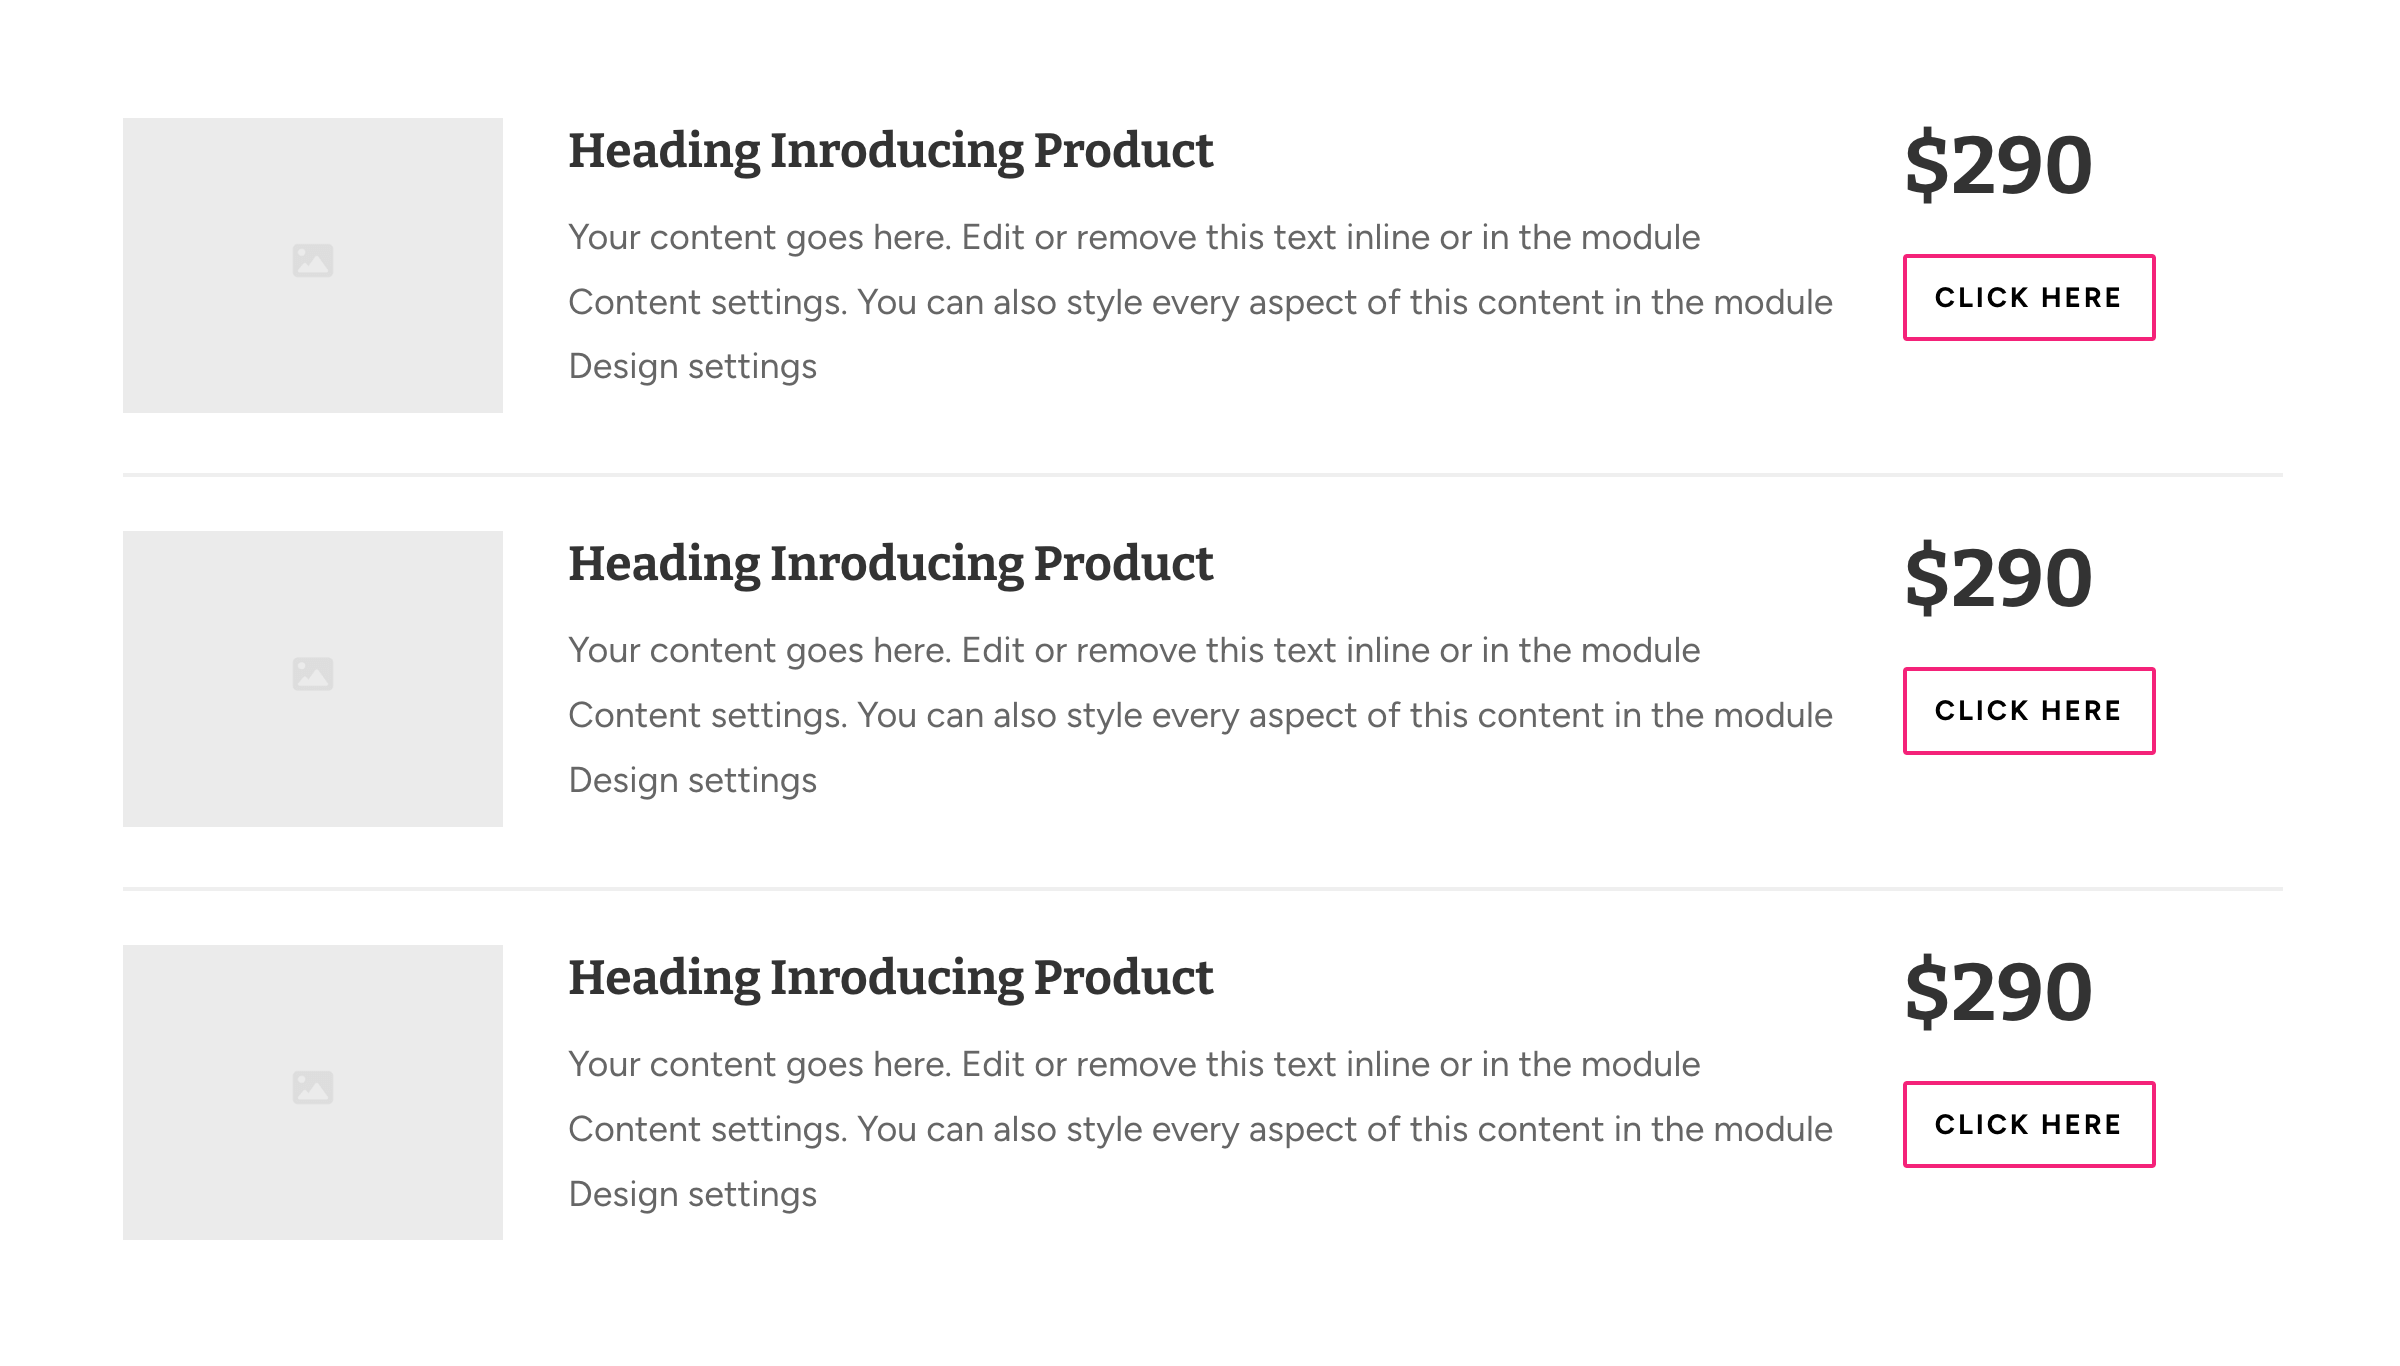 Heading Inroducing Product
Your content goes here. Edit or remove this text inline or in the module
Content settings. You can also style every aspect of this content in the module
Design settings
$290
CLICK HERE
Heading Inroducing Product
Your content goes here. Edit or remove this text inline or in the module
Content settings. You can also style every aspect of this content in the module
Design settings
$290
CLICK HERE
Heading Inroducing Product
Your content goes here. Edit or remove this text inline or in the module
Content settings. You can also style every aspect of this content in the module
Design settings
$290
CLICK HERE